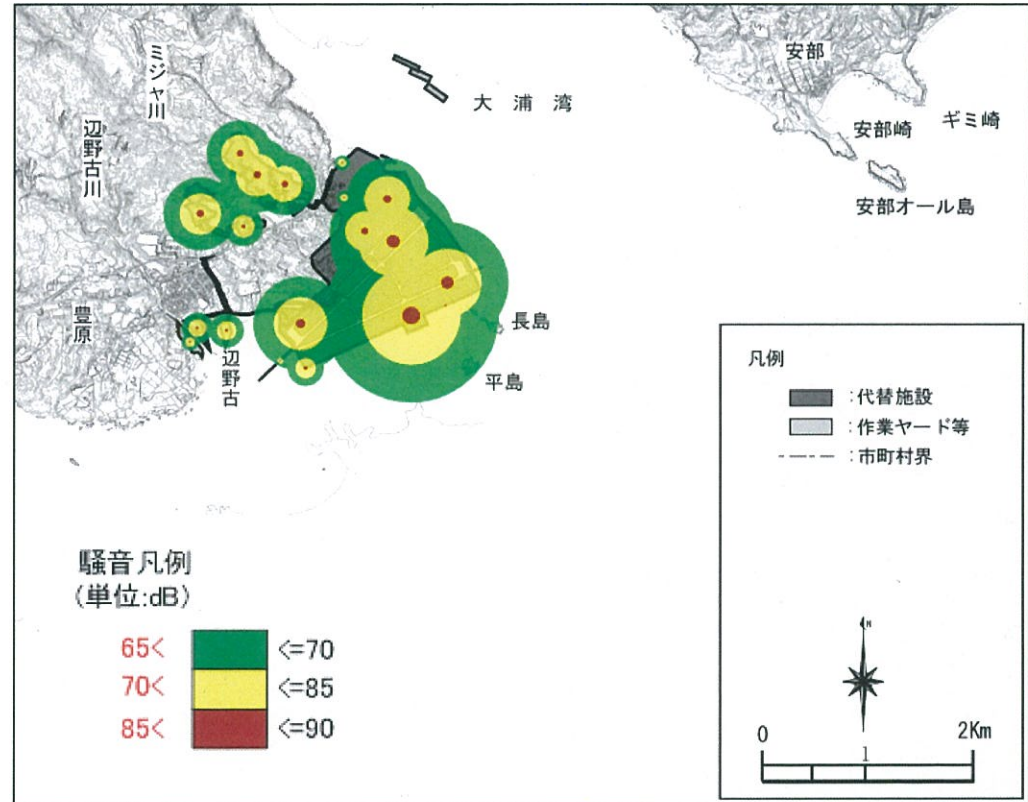 ミジャ川
辺野古川
豊原
辺野古
大浦湾
安部
安部崎
ギミ崎
安部オール島
長島
平島
騒音凡例
(単位:dB)
65< <=70
70< <=85
85< <=90
凡例
:代替施設
:作業ヤード等
:市町村界
N
0 1 2Km